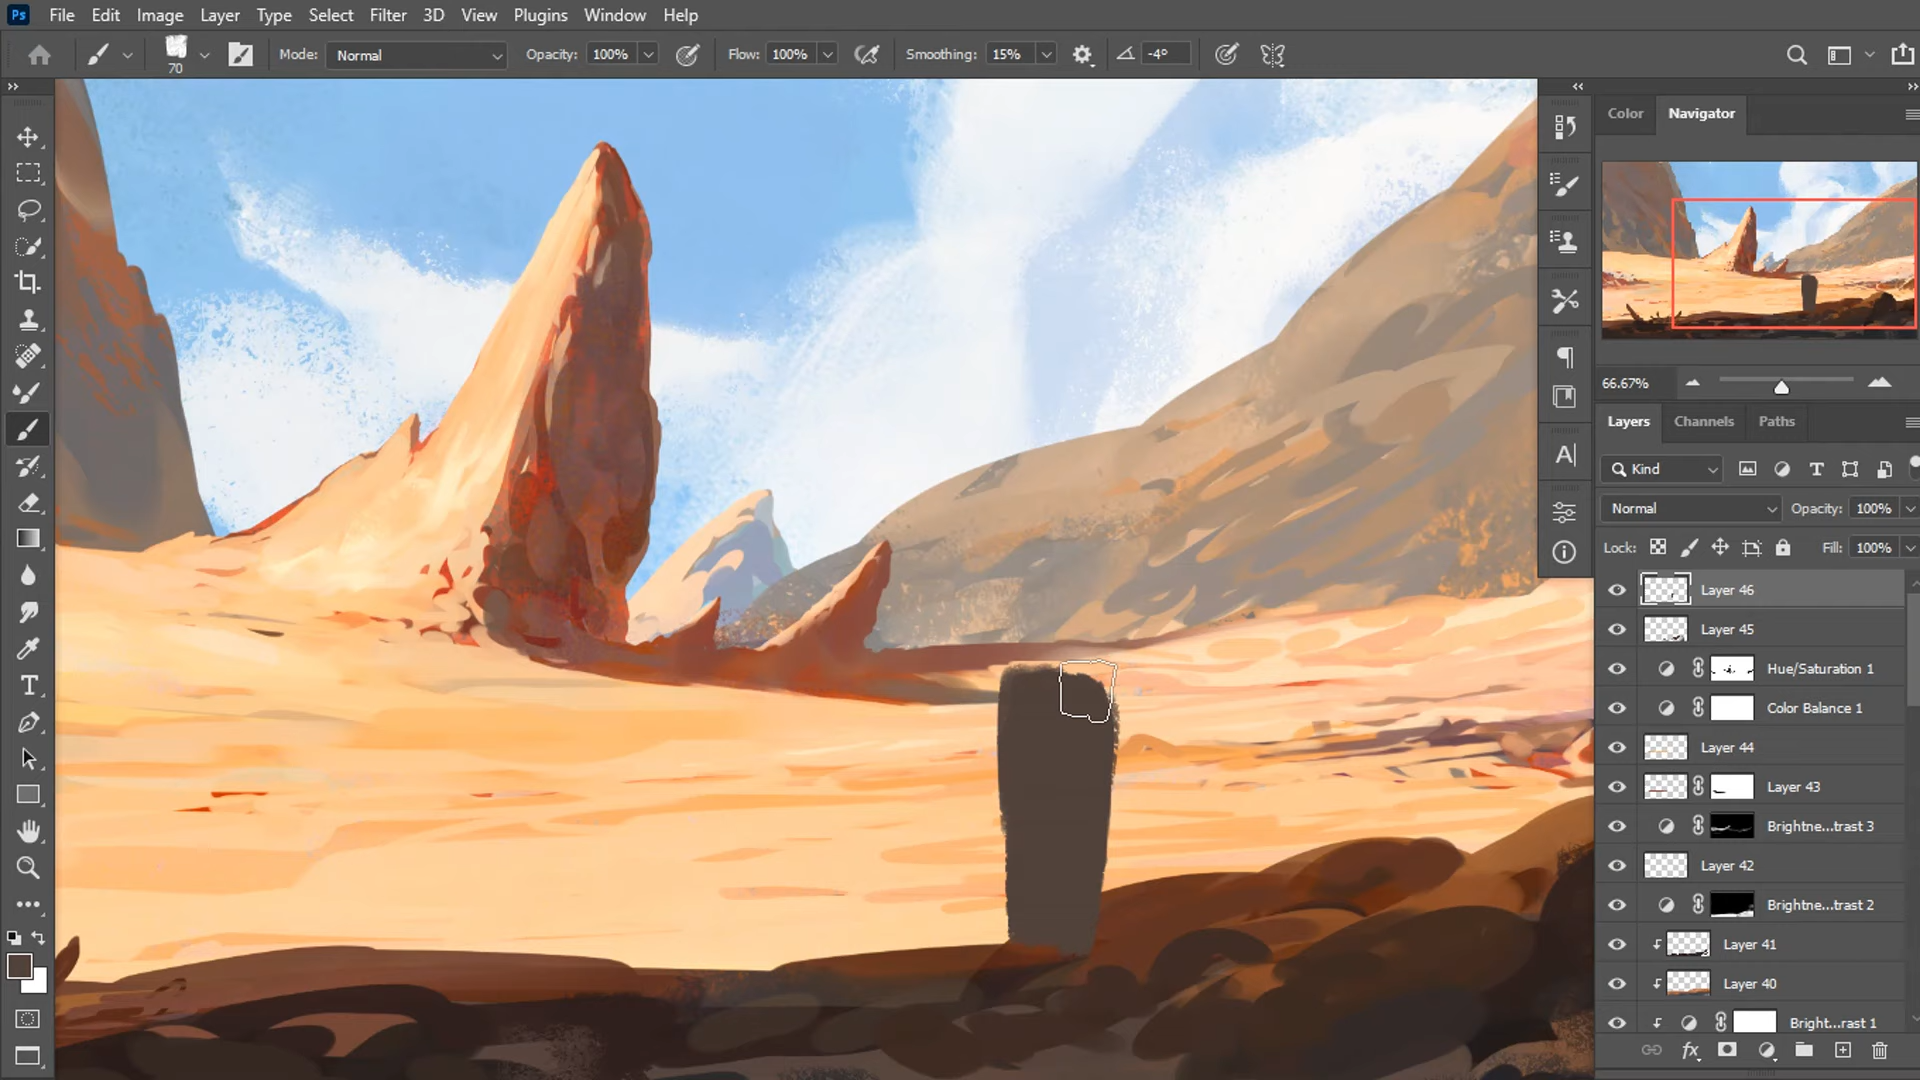 Ps File Edit Image Layer Type Select Filter 3D View Plugins Window Help
70 Mode: Normal Opacity: 100% Flow: 100% Smoothing: 15% -4°
Color Navigator
66.67%
Layers Channels Paths
Kind
Normal Opacity: 100%
Lock: Fill: 100%
Layer 46
Layer 45
Hue/Saturation 1
Color Balance 1
Layer 44
Layer 43
Brightne...trast 3
Layer 42
Brightne...trast 2
Layer 41
Layer 40
Bright...rast 1
fx